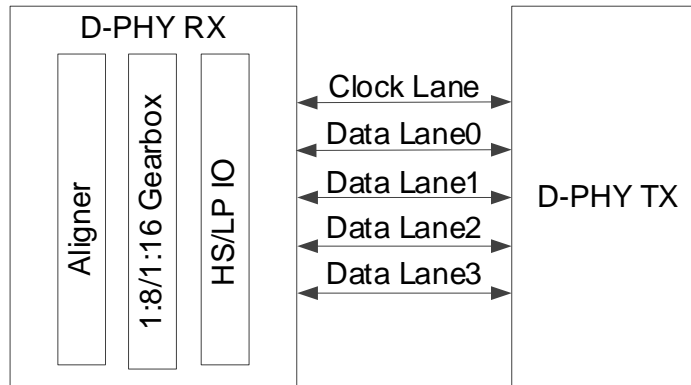 D-PHY RX
Aligner
1:8/1:16 Gearbox
HS/LP IO
Clock Lane
Data Lane0
Data Lane1
Data Lane2
Data Lane3
D-PHY TX